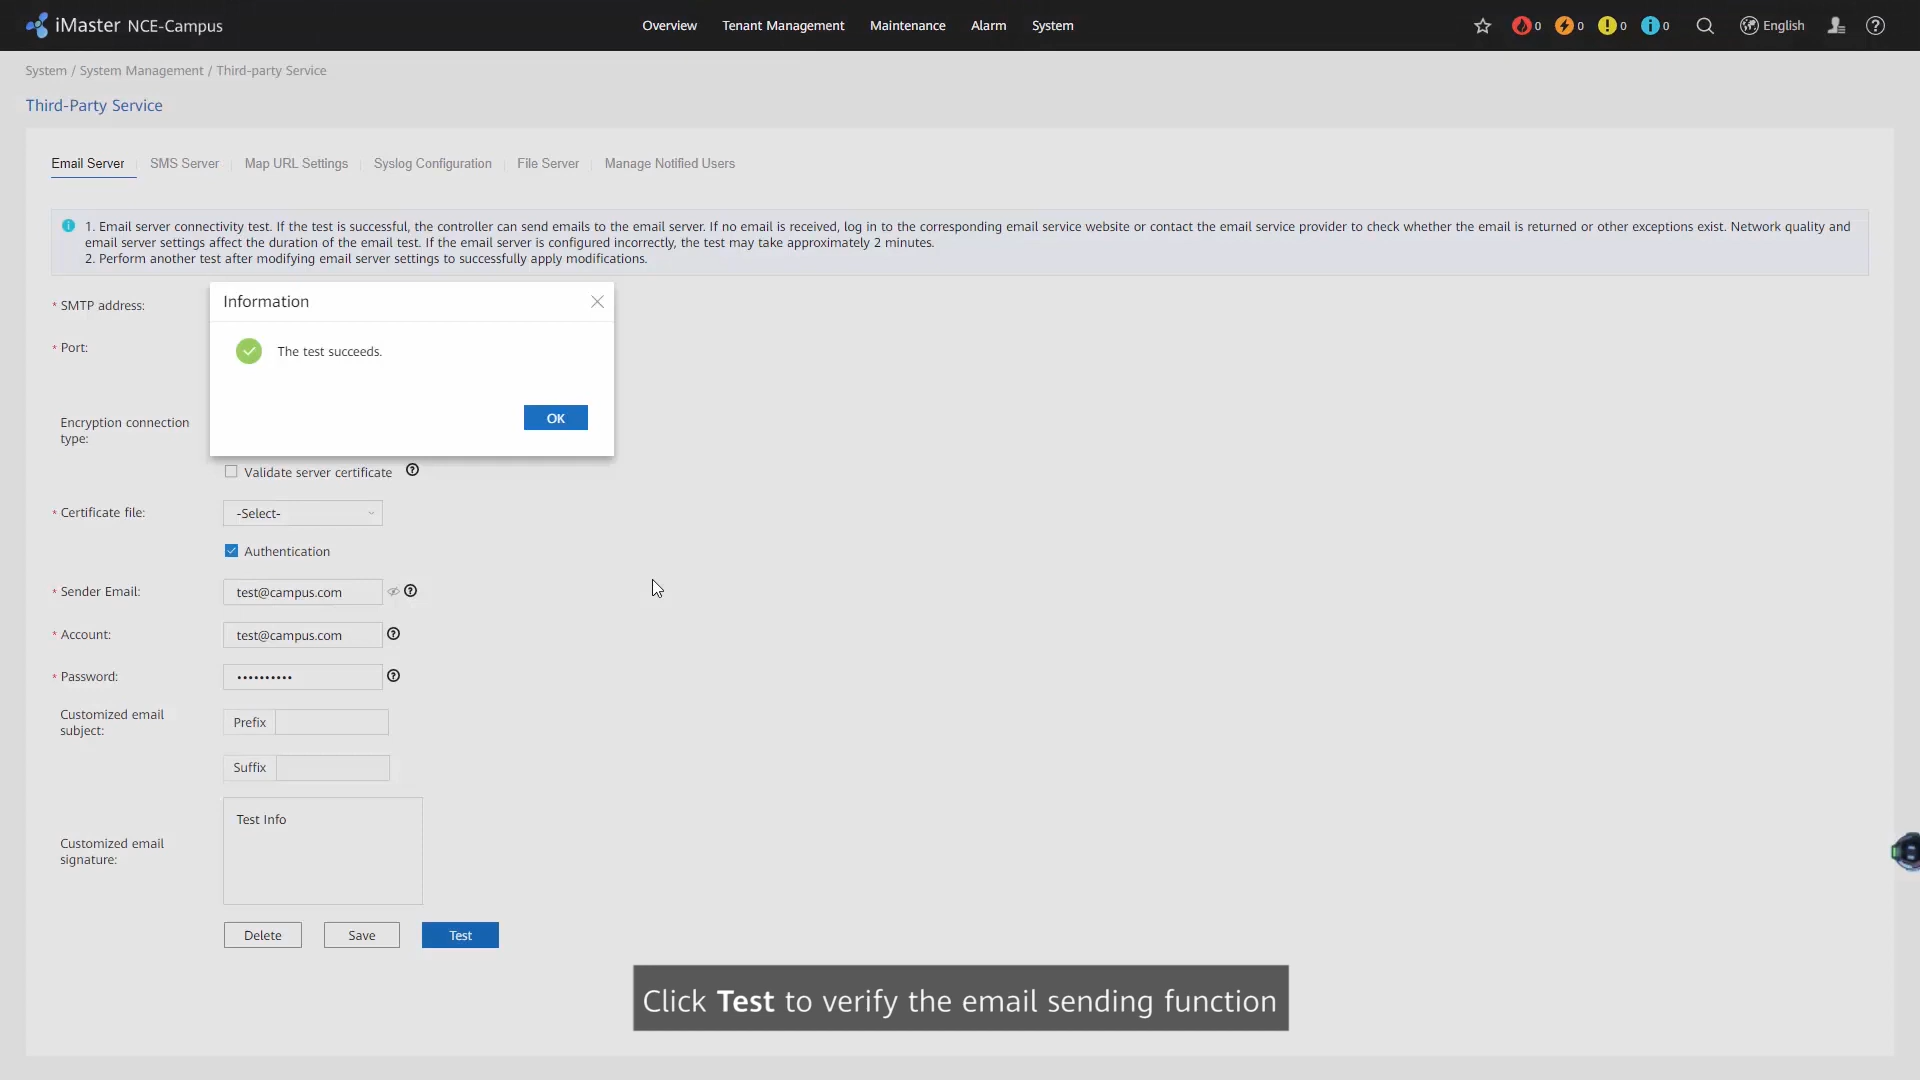 iMaster NCE-Campus
Overview Tenant Management Maintenance Alarm System
0 0 0 0 English
System / System Management / Third-party Service
Third-Party Service
Email Server SMS Server Map URL Settings Syslog Configuration File Server Manage Notified Users
1. Email server connectivity test. If the test is successful, the controller can send emails to the email server. If no email is received, log in to the corresponding email service website or contact the email service provider to check whether the email is returned or other exceptions exist. Network quality and
email server settings affect the duration of the email test. If the email server is configured incorrectly, the test may take approximately 2 minutes.
2. Perform another test after modifying email server settings to successfully apply modifications.
* SMTP address:
* Port:
Encryption connection
type:
Information
The test succeeds.
OK
Validate server certificate
* Certificate file: -Select-
Authentication
* Sender Email: test@campus.com
* Account: test@campus.com
* Password: ••••••••••
Customized email
subject:
Prefix
Suffix
Customized email
signature:
Test Info
Delete Save Test
Click Test to verify the email sending function